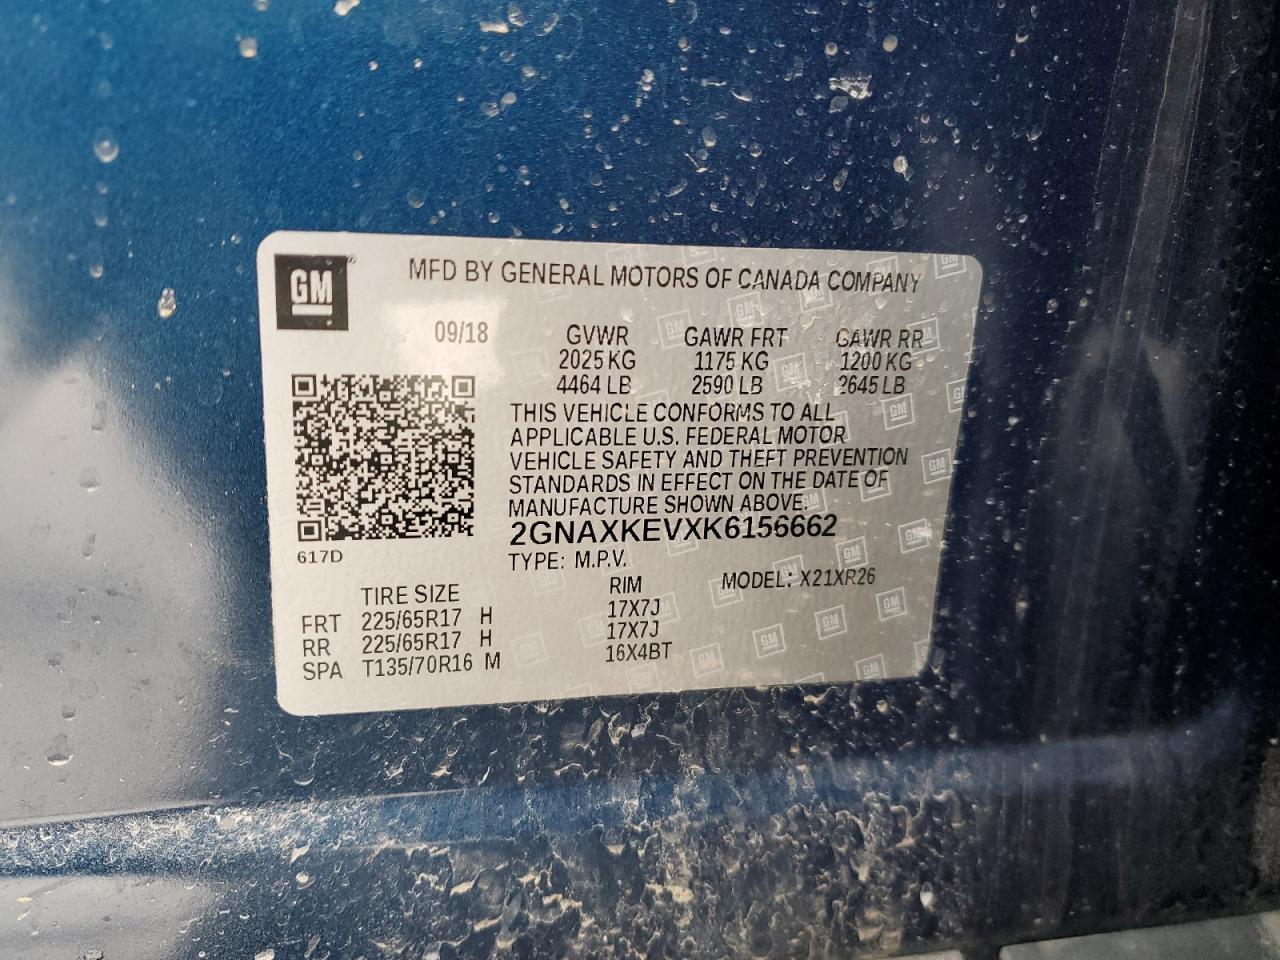 GM
MFD BY GENERAL MOTORS OF CANADA COMPANY
09/18 GVWR GAWR FRT GAWR RR
2025 KG 1175 KG 1200 KG
4464 LB 2590 LB 2645 LB
THIS VEHICLE CONFORMS TO ALL
APPLICABLE U.S. FEDERAL MOTOR
VEHICLE SAFETY AND THEFT PREVENTION
STANDARDS IN EFFECT ON THE DATE OF
MANUFACTURE SHOWN ABOVE.
2GNAXKEVXK6156662
617D
TYPE: M.P.V.
TIRE SIZE RIM MODEL: X21XR26
FRT 225/65R17 H 17X7J
RR 225/65R17 H 17X7J
SPA T135/70R16 M 16X4BT